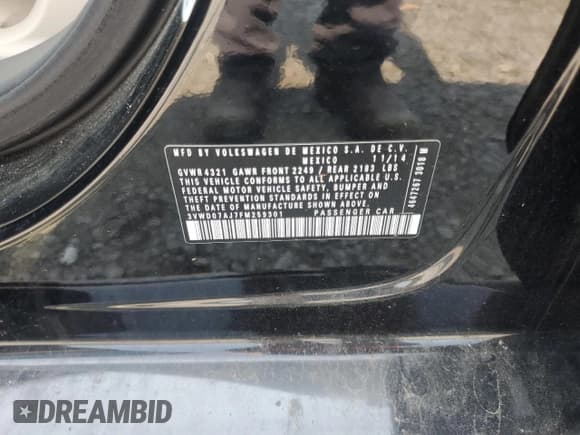 MFD BY VOLKSWAGEN DE MEXICO S.A. DE C.V.
MEXICO 11/14
GVWR 4321 GAWR FRONT 2249 / REAR 2183 LBS
THIS VEHICLE CONFORMS TO ALL APPLICABLE U.S.
FEDERAL MOTOR VEHICLE SAFETY, BUMPER AND
THEFT PREVENTION STANDARDS IN EFFECT ON
THE DATE OF MANUFACTURE SHOWN ABOVE.
3VWD07AJ7FM259301 PASSENGER CAR
4607267 3618 M
DREAMBID